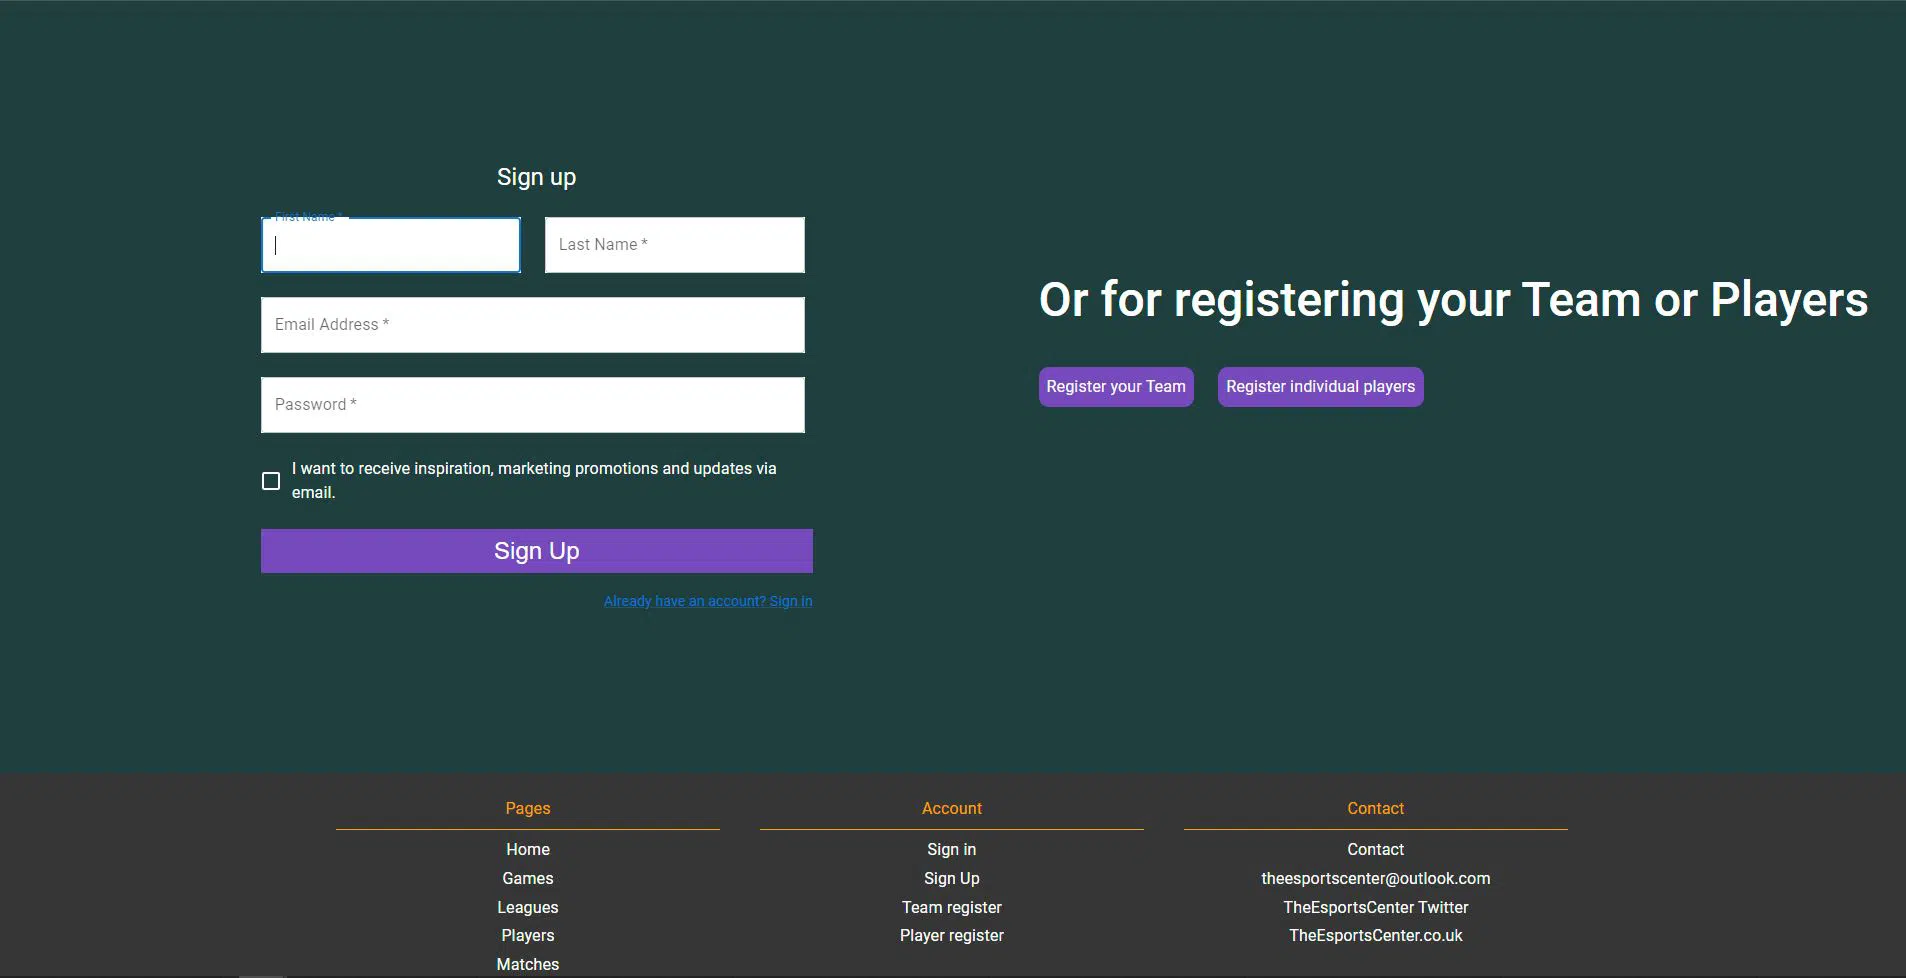 Sign up
First Name *
Last Name *
Email Address *
Password *
I want to receive inspiration, marketing promotions and updates via
email.
Sign Up
Already have an account? Sign in
Or for registering your Team or Players
Register your Team
Register individual players
Pages
Home
Games
Leagues
Players
Matches
Account
Sign in
Sign Up
Team register
Player register
Contact
Contact
theesportscenter@outlook.com
TheEsportsCenter Twitter
TheEsportsCenter.co.uk